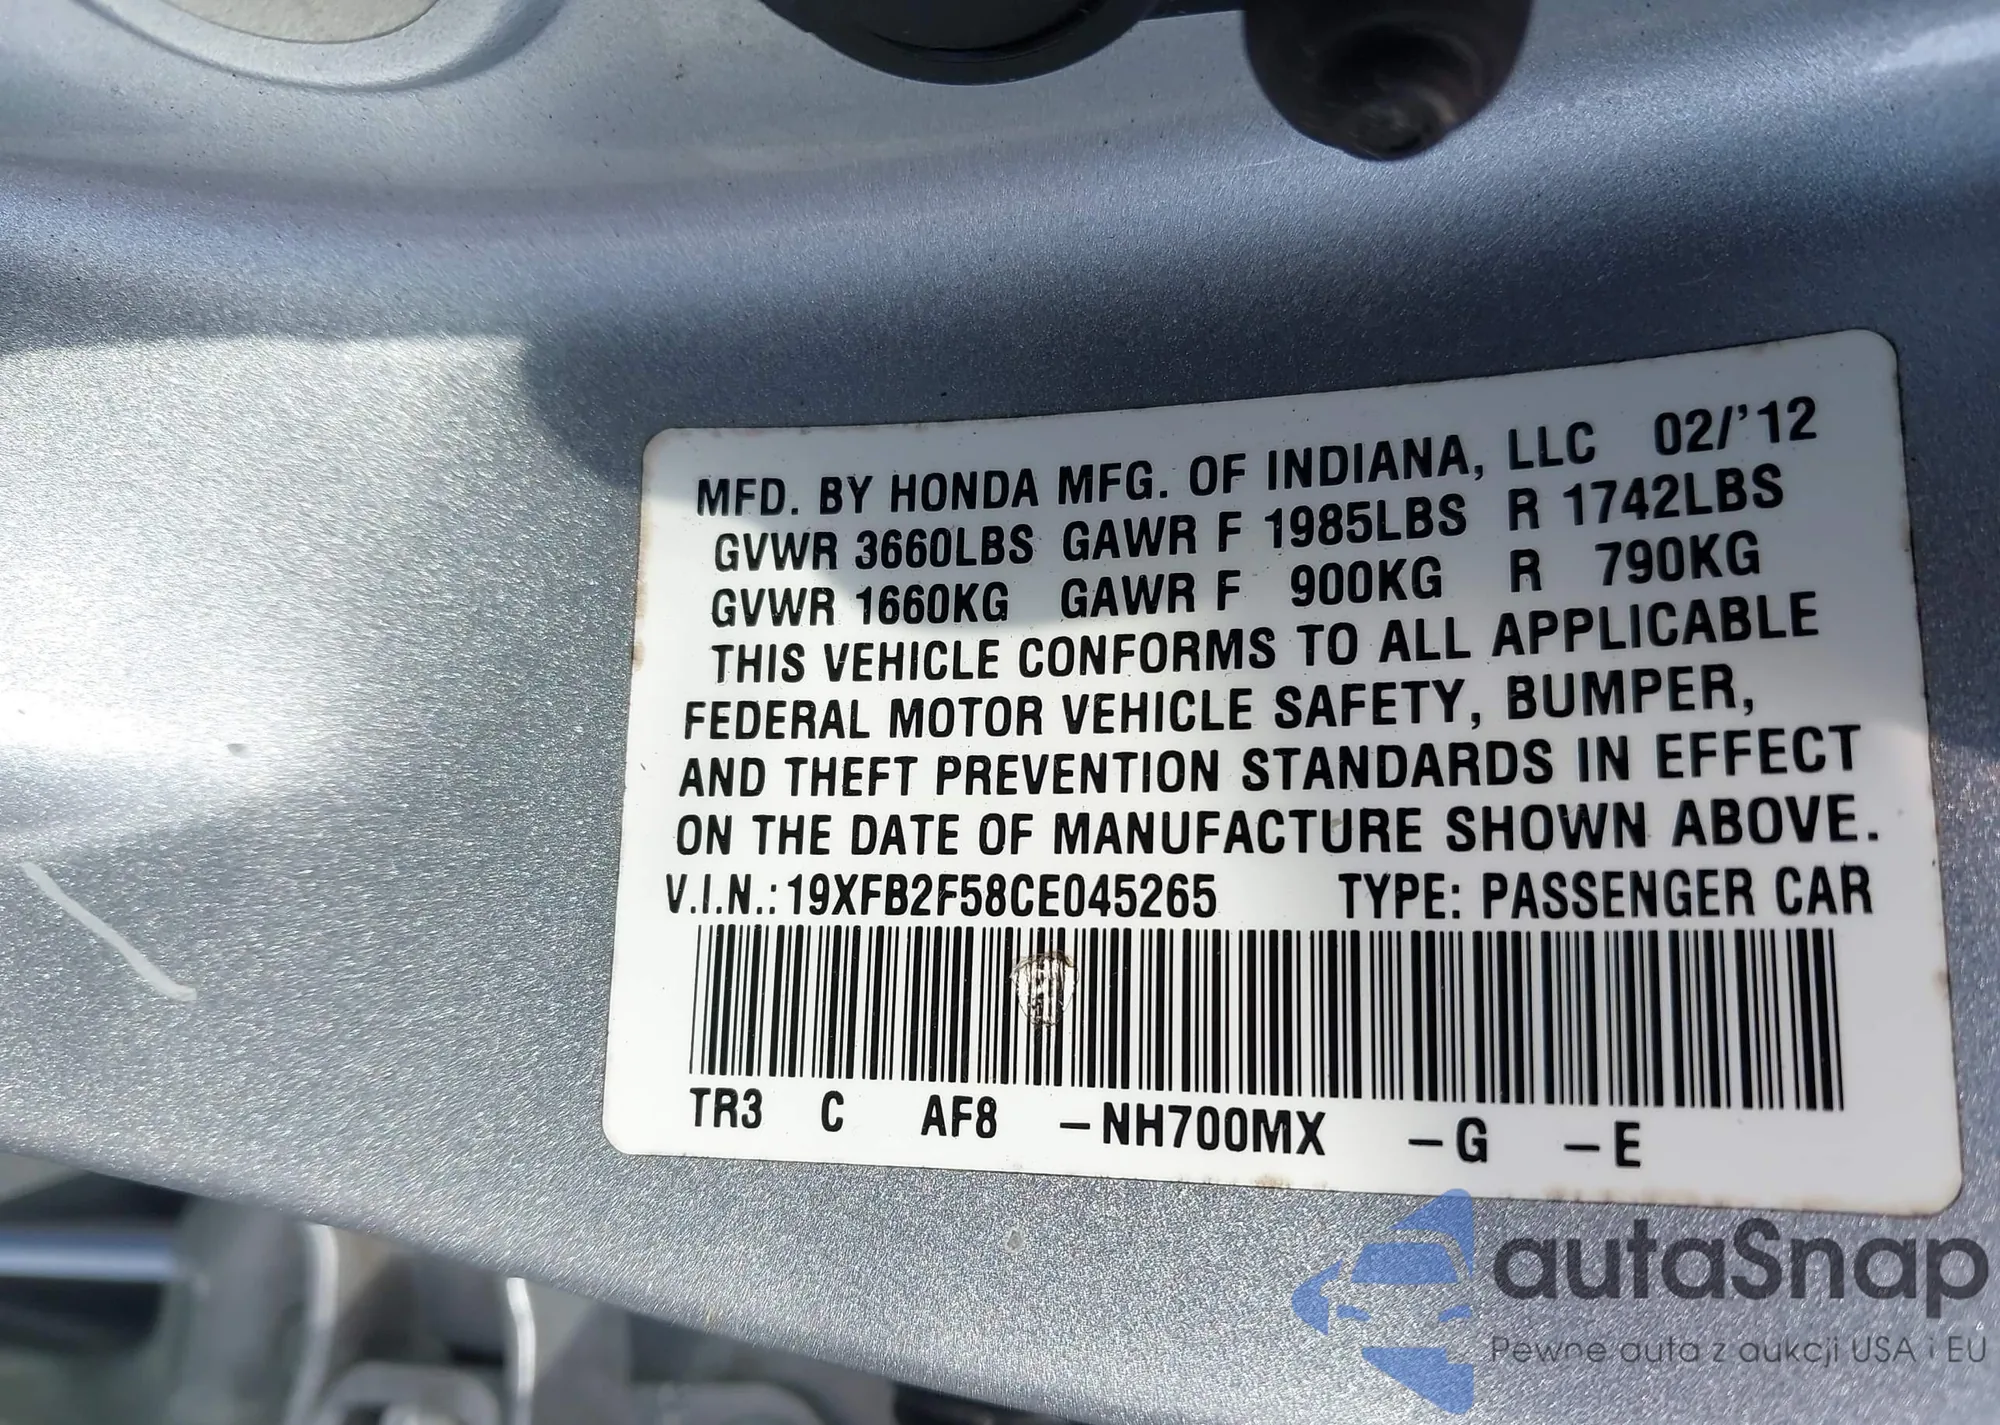 MFD. BY HONDA MFG. OF INDIANA, LLC 02/'12
GVWR 3660LBS GAWR F 1985LBS R 1742LBS
GVWR 1660KG GAWR F 900KG R 790KG
THIS VEHICLE CONFORMS TO ALL APPLICABLE
FEDERAL MOTOR VEHICLE SAFETY, BUMPER,
AND THEFT PREVENTION STANDARDS IN EFFECT
ON THE DATE OF MANUFACTURE SHOWN ABOVE.
V.I.N.: 19XFB2F58CE045265 TYPE: PASSENGER CAR
TR3 C AF8 –NH700MX –G –E
autaSnap
Pewne auta z aukcji USA i EU